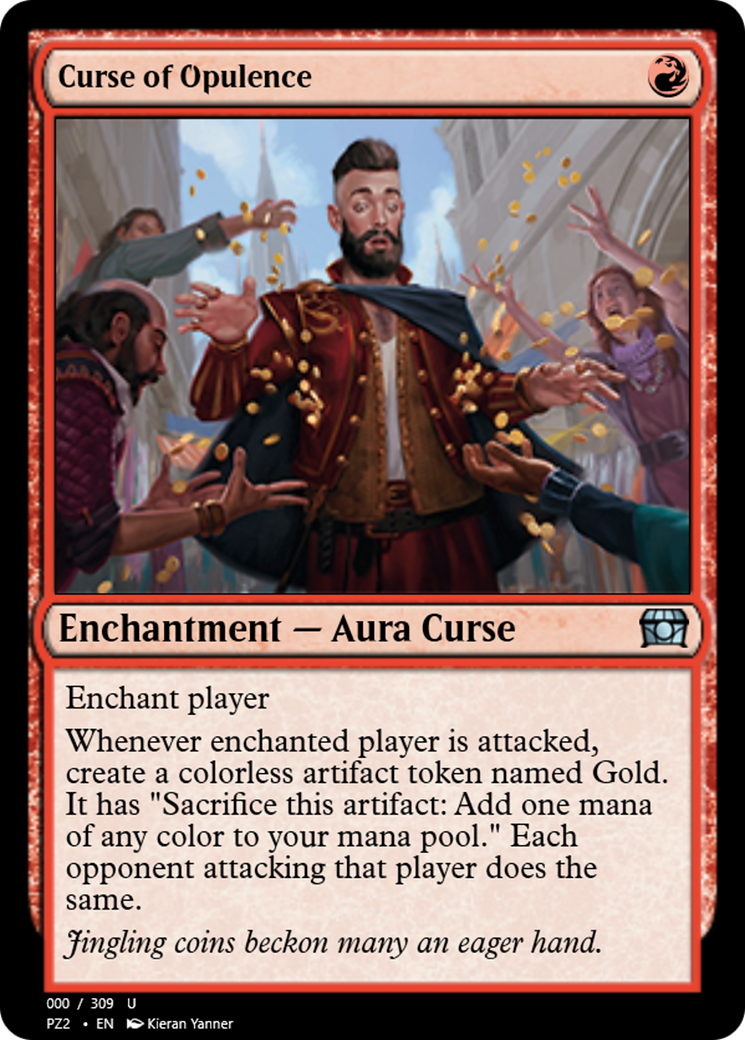 Curse of Opulence
Enchantment — Aura Curse
Enchant player
Whenever enchanted player is attacked,
create a colorless artifact token named Gold.
It has "Sacrifice this artifact: Add one mana
of any color to your mana pool." Each
opponent attacking that player does the
same.
Jingling coins beckon many an eager hand.
000 / 309 U
PZ2 • EN Kieran Yanner